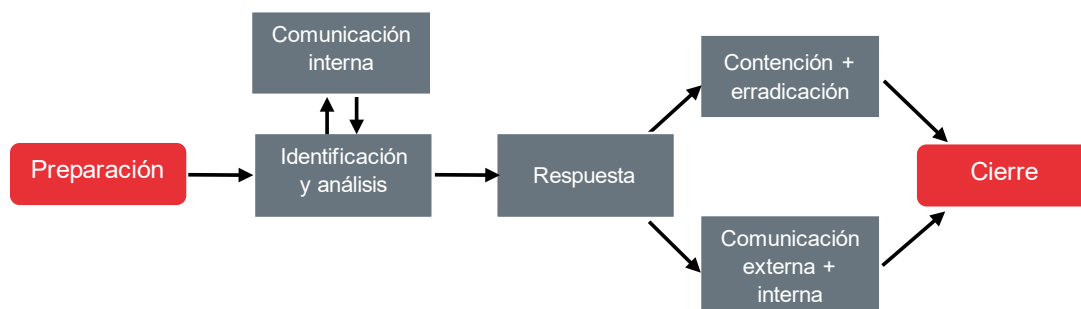 Preparación
Comunicación
interna
Identificación
y análisis
Respuesta
Contención +
erradicación
Comunicación
externa +
interna
Cierre